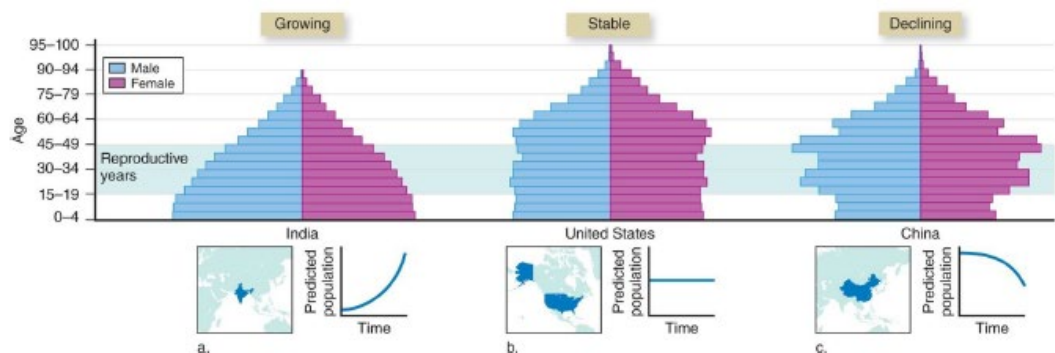 Growing
Stable
Declining
95–100
90–94
75–79
60–64
45–49
30–34
15–19
0–4
Age
Male
Female
Reproductive
years
India
United States
China
Predicted
population
Time
Predicted
population
Time
Predicted
population
Time
a.
b.
c.